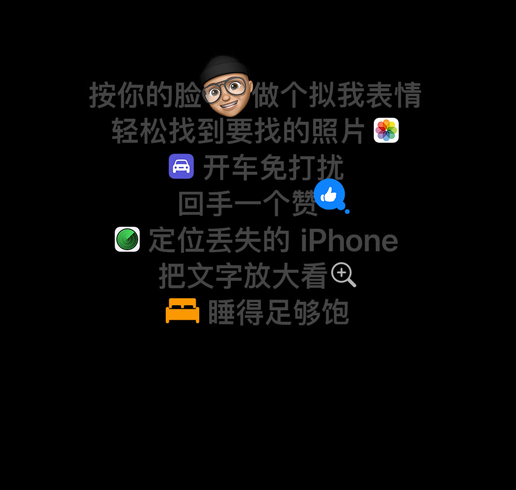 按你的脸做个拟我表情
轻松找到要找的照片
开车免打扰
回手一个赞
定位丢失的 iPhone
把文字放大看
睡得足够饱